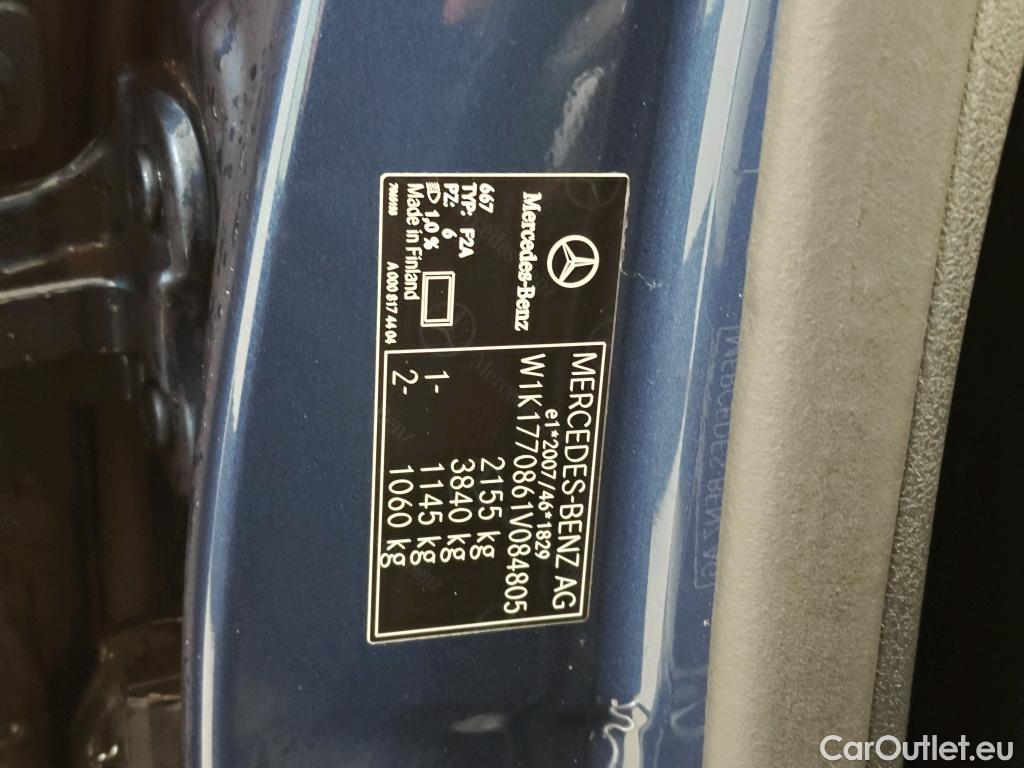 Mercedes-Benz
667
TYP: F2A
PZ: 6
1,0 %
Made in Finland
A 000 817 44 04
MERCEDES-BENZ AG
e1*2007/46*1829
W1K1770861V084805
2155 kg
3840 kg
1- 1145 kg
2- 1060 kg
CarOutlet.eu